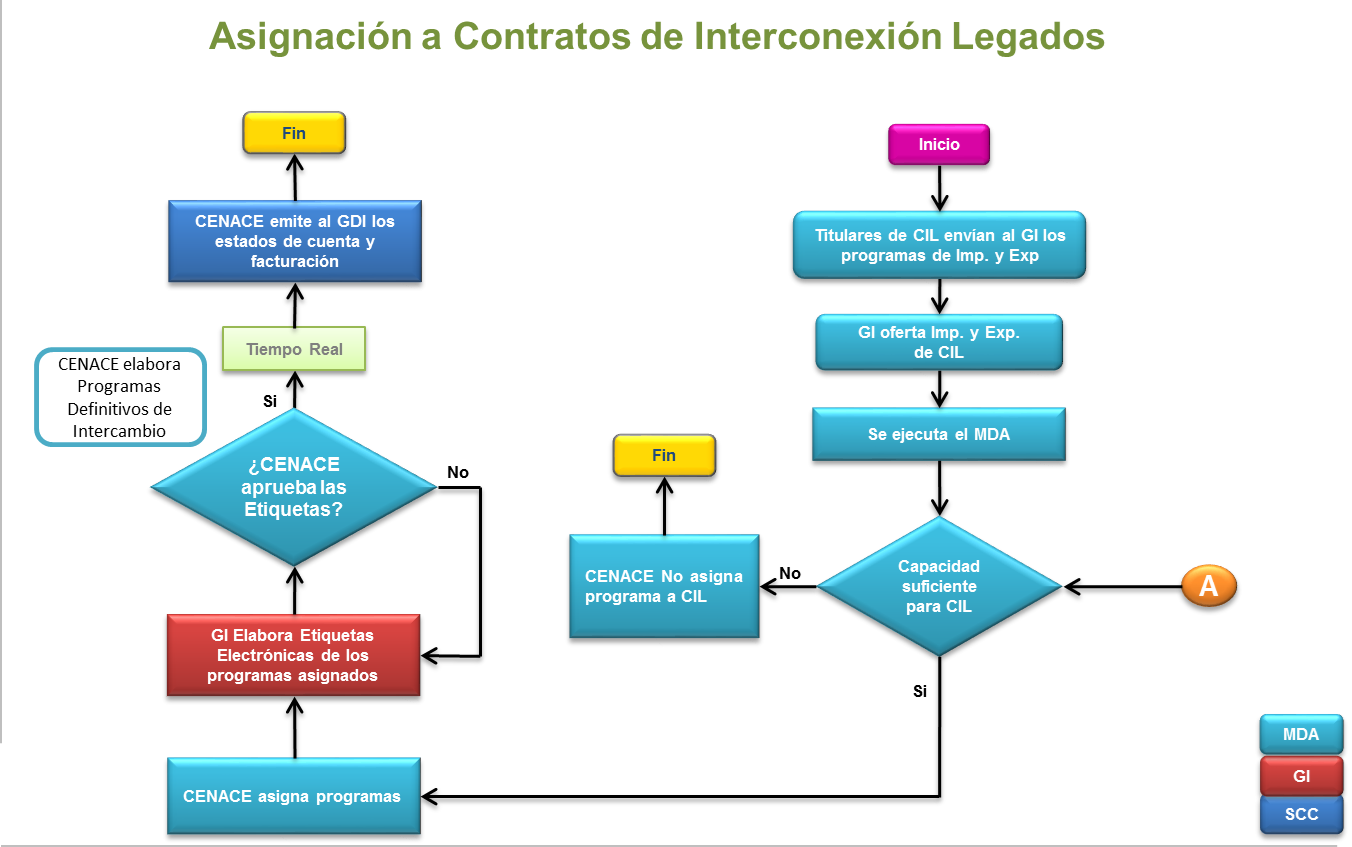 Asignación a Contratos de Interconexión Legados
Inicio
Titulares de CIL envían al GI los
programas de Imp. y Exp
GI oferta Imp. y Exp.
de CIL
Se ejecuta el MDA
Capacidad
suficiente
para CIL
A
No
CENACE No asigna
programa a CIL
Fin
Si
CENACE asigna programas
GI Elabora Etiquetas
Electrónicas de los
programas asignados
¿CENACE
aprueba las
Etiquetas?
No
Si
CENACE elabora
Programas
Definitivos de
Intercambio
Tiempo Real
CENACE emite al GDI los
estados de cuenta y
facturación
Fin
MDA
GI
SCC